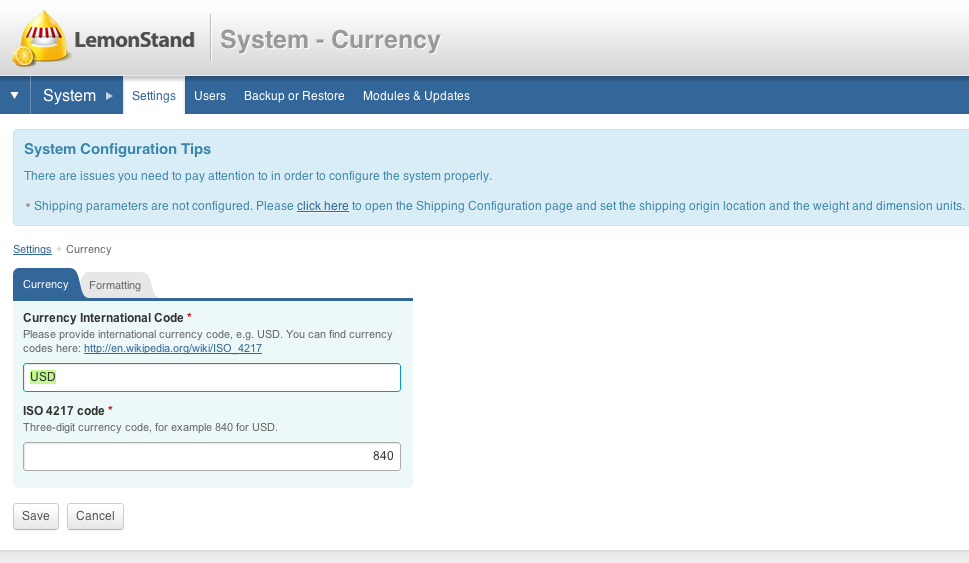 LemonStand
System - Currency
System
Settings
Users
Backup or Restore
Modules & Updates
System Configuration Tips
There are issues you need to pay attention to in order to configure the system properly.
Shipping parameters are not configured. Please click here to open the Shipping Configuration page and set the shipping origin location and the weight and dimension units.
Settings • Currency
Currency
Formatting
Currency International Code *
Please provide international currency code, e.g. USD. You can find currency
codes here: http://en.wikipedia.org/wiki/ISO_4217
USD
ISO 4217 code *
Three-digit currency code, for example 840 for USD.
840
Save
Cancel